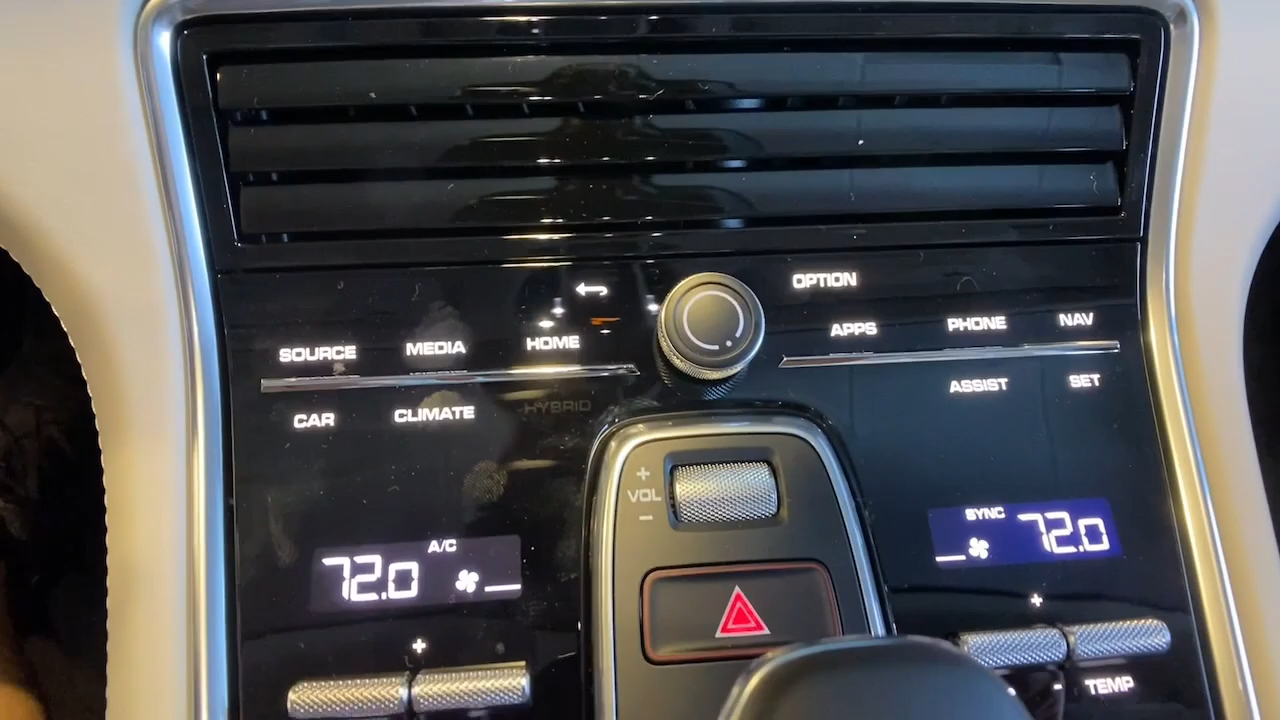 OPTION
SOURCE MEDIA HOME
APPS PHONE NAV
CAR CLIMATE HYBRID
ASSIST SET
+
VOL
-
A/C
72.0
SYNC
72.0
+
+
- TEMP